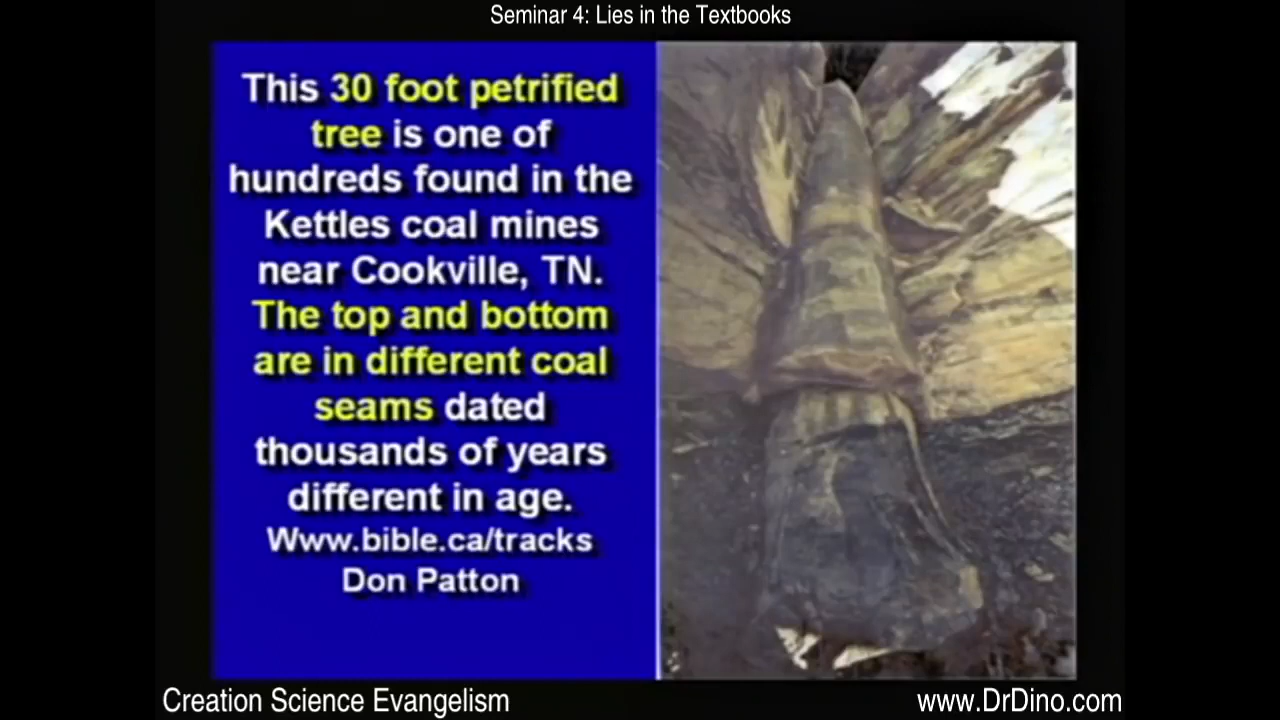 Seminar 4: Lies in the Textbooks
This 30 foot petrified
tree is one of
hundreds found in the
Kettles coal mines
near Cookville, TN.
The top and bottom
are in different coal
seams dated
thousands of years
different in age.
Www.bible.ca/tracks
Don Patton
Creation Science Evangelism
www.DrDino.com